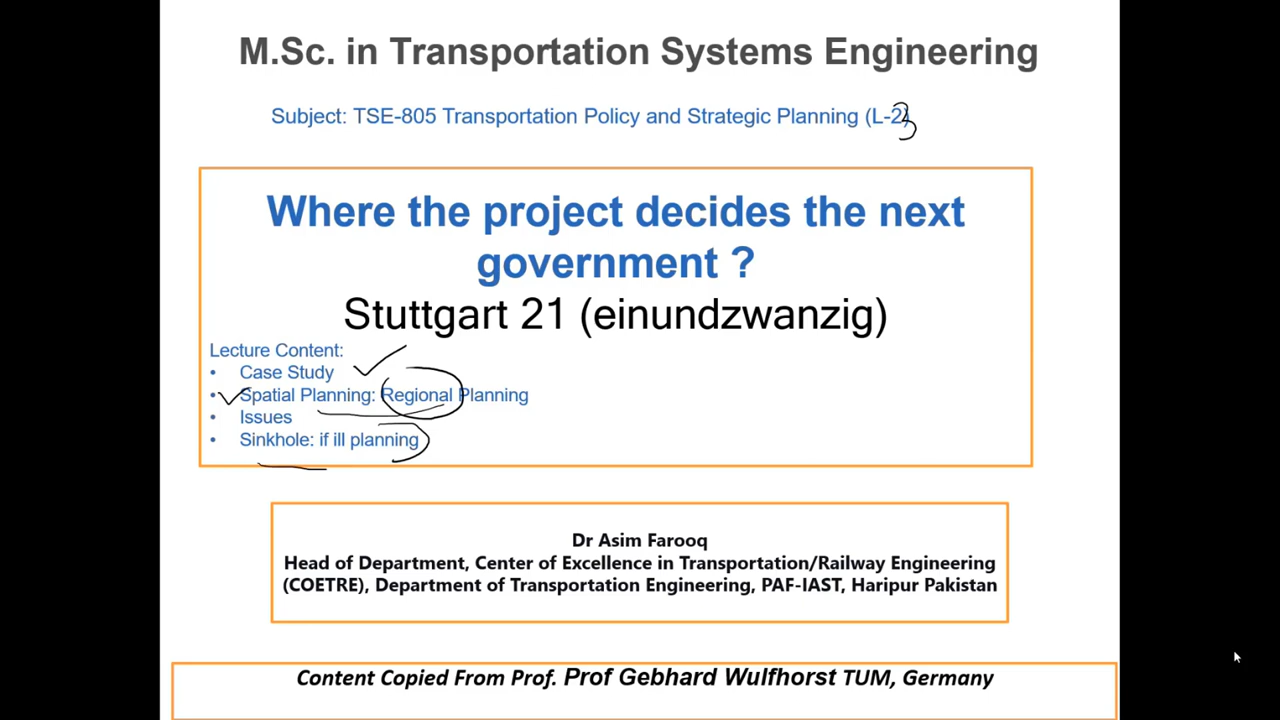 M.Sc. in Transportation Systems Engineering
Subject: TSE-805 Transportation Policy and Strategic Planning (L-2)
3
Where the project decides the next
government ?
Stuttgart 21 (einundzwanzig)
Lecture Content:
• Case Study
• Spatial Planning: Regional Planning
• Issues
• Sinkhole: if ill planning
Dr Asim Farooq
Head of Department, Center of Excellence in Transportation/Railway Engineering
(COETRE), Department of Transportation Engineering, PAF-IAST, Haripur Pakistan
Content Copied From Prof. Prof Gebhard Wulfhorst TUM, Germany